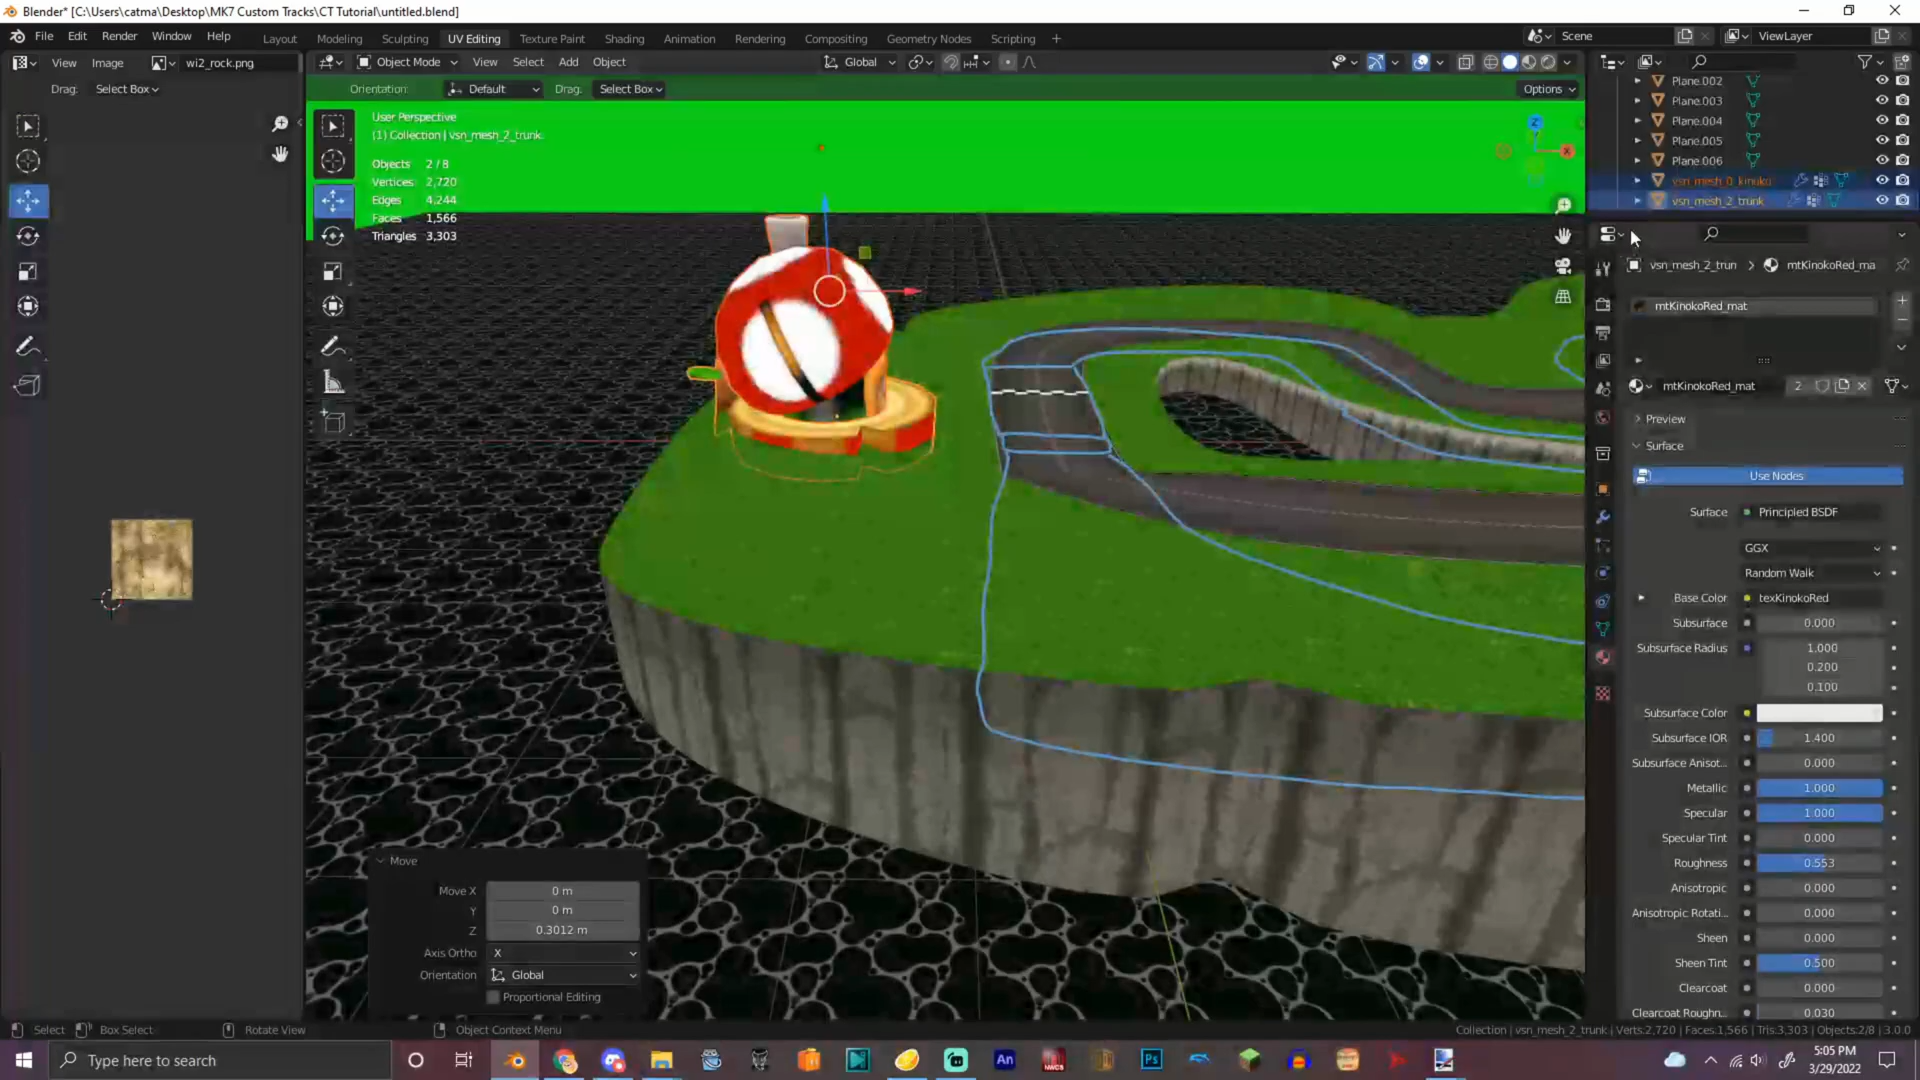 Blender* [C:\Users\catma\Desktop\MK7 Custom Tracks\CT Tutorial\untitled.blend]
File Edit Render Window Help Layout Modeling Sculpting UV Editing Texture Paint Shading Animation Rendering Compositing Geometry Nodes Scripting + Scene ViewLayer
View Image wi2_rock.png Object Mode View Select Add Object Global
Drag: Select Box Orientation: Default Drag: Select Box Options
User Perspective
(1) Collection | vsn_mesh_2_trunk
Objects 2/8
Vertices 2,720
Edges 4,244
Faces 1,566
Triangles 3,303
Z
X
Plane.002
Plane.003
Plane.004
Plane.005
Plane.006
vsn_mesh_0_kinoko
vsn_mesh_2_trunk
vsn_mesh_2_trun > mtKinokoRed_ma
mtKinokoRed_mat
mtKinokoRed_mat 2
Preview
Surface
Use Nodes
Surface Principled BSDF
GGX
Random Walk
Base Color texKinokoRed
Subsurface 0.000
Subsurface Radius 1.000
0.200
0.100
Subsurface Color
Subsurface IOR 1.400
Subsurface Anisot... 0.000
Metallic 1.000
Specular 1.000
Specular Tint 0.000
Roughness 0.553
Anisotropic 0.000
Anisotropic Rotati... 0.000
Sheen 0.000
Sheen Tint 0.500
Clearcoat 0.000
Clearcoat Roughn... 0.030
Move
Move X 0 m
Y 0 m
Z 0.3012 m
Axis Ortho X
Orientation Global
Proportional Editing
Select Box Select Rotate View Object Context Menu
Collection | vsn_mesh_2_trunk | Verts:2,720 | Faces:1,566 | Tris:3,303 | Objects:2/8 | 3.0.0
Type here to search
An
NWCS
Ps
5:05 PM
3/29/2022